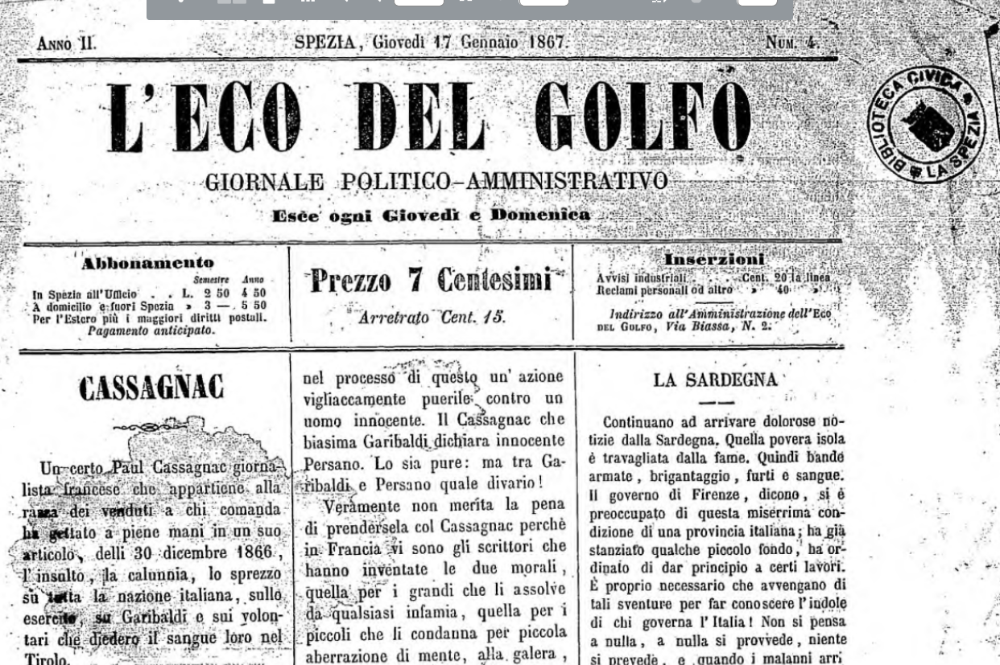 ANNO II.
SPEZIA, Giovedì 17 Gennaio 1867.
NUM. 4.
L'ECO DEL GOLFO
GIORNALE POLITICO-AMMINISTRATIVO
Esce ogni Giovedì e Domenica
BIBLIOTECA CIVICA
LA SPEZIA
Abbonamento
Semestre Anno
In Spezia all'Ufficio . . L. 2 50 4 50
A domicilio e fuori Spezia » 3 — . 5 50
Per l'Estero più i maggiori diritti postali.
Pagamento anticipato.
Prezzo 7 Centesimi
Arretrato Cent. 15.
Inserzioni
Avvisi industriali . . . . Cent. 20 la linea
Reclami personali od altro » 40 »
Indirizzo all'Amministrazione dell'ECO
DEL GOLFO, Via Biassa, N. 2.
CASSAGNAC
Un certo Paul Cassagnac giorna-
lista francese che appartiene alla
razza dei venduti a chi comanda
ha gettato a piene mani in un suo
articolo, delli 30 dicembre 1866,
l'insulto, la calunnia, lo sprezzo
su tutta la nazione italiana, sullo
esercito, su Garibaldi e sui volon-
tari che diedero il sangue loro nel
Tirolo.
nel processo di questo un' azione
vigliaccamente puerile contro un
uomo innocente. Il Cassagnac che
biasima Garibaldi dichiara innocente
Persano. Lo sia pure: ma tra Ga-
ribaldi e Persano quale divario!
Veramente non merita la pena
di prendersela col Cassagnac perchè
in Francia vi sono gli scrittori che
hanno inventate le due morali,
quella per i grandi che li assolve
da qualsiasi infamia, quella per i
piccoli che li condanna per piccola
aberrazione di mente, alla galera,
LA SARDEGNA
Continuano ad arrivare dolorose no-
tizie dalla Sardegna. Quella povera isola
è travagliata dalla fame. Quindi bande
armate, brigantaggio, furti e sangue.
Il governo di Firenze, dicono, si è
preoccupato di questa miserrima con-
dizione di una provincia italiana; ha già
stanziato qualche piccolo fondo, ha or-
dinato di dar principio a certi lavori.
È proprio necessario che avvengano di
tali sventure per far conoscere l'indole
di chi governa l'Italia! Non si pensa
a nulla, a nulla si provvede, niente
si prevede, e quando i malanni arri